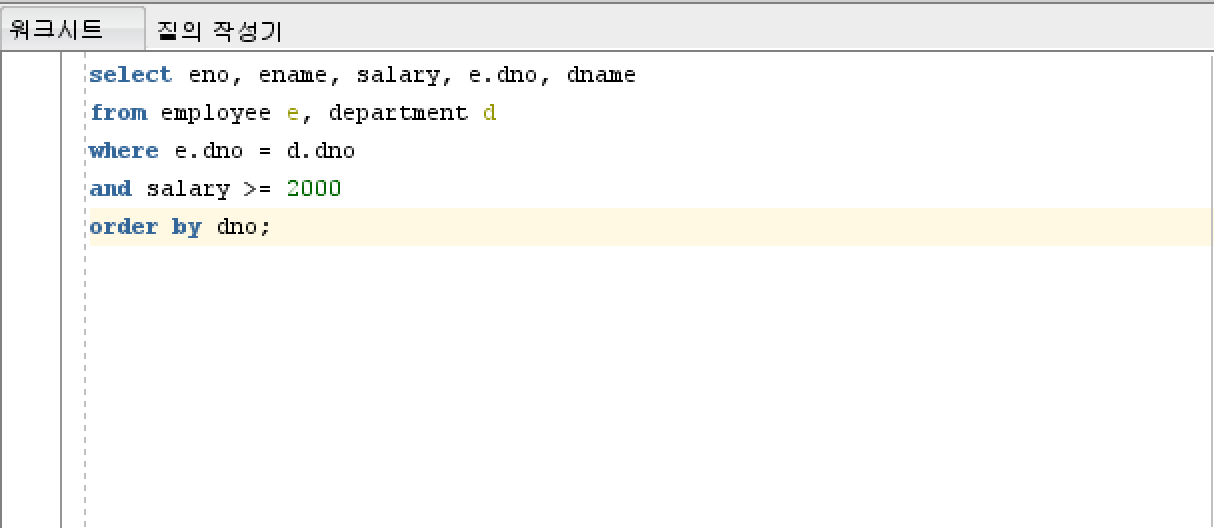 워크시트 질의 작성기
select eno, ename, salary, e.dno, dname
from employee e, department d
where e.dno = d.dno
and salary >= 2000
order by dno;